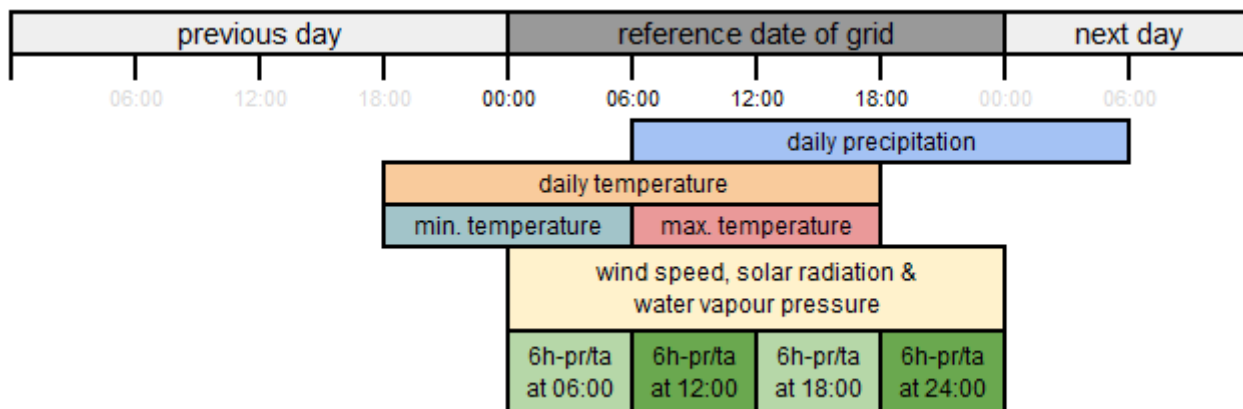 previous day
reference date of grid
next day
06:00 12:00 18:00 00:00 06:00 12:00 18:00 00:00 06:00
daily precipitation
daily temperature
min. temperature
max. temperature
wind speed, solar radiation &
water vapour pressure
6h-pr/ta
at 06:00
6h-pr/ta
at 12:00
6h-pr/ta
at 18:00
6h-pr/ta
at 24:00